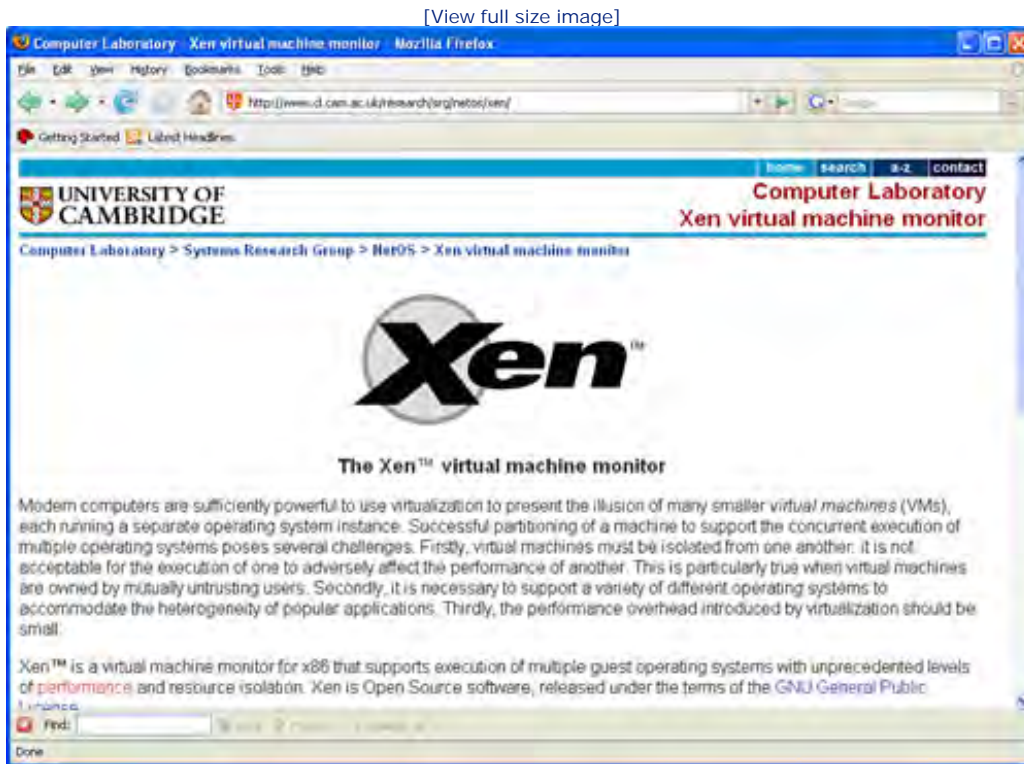 [View full size image]
Computer Laboratory - Xen virtual machine monitor - Mozilla Firefox
File Edit View History Bookmarks Tools Help
http://www.cl.cam.ac.uk/research/srg/netos/xen/
Getting Started Latest Headlines
home search a-z contact
UNIVERSITY OF
CAMBRIDGE
Computer Laboratory
Xen virtual machine monitor
Computer Laboratory > Systems Research Group > NetOS > Xen virtual machine monitor
Xen™
The Xen™ virtual machine monitor
Modern computers are sufficiently powerful to use virtualization to present the illusion of many smaller virtual machines (VMs),
each running a separate operating system instance. Successful partitioning of a machine to support the concurrent execution of
multiple operating systems poses several challenges. Firstly, virtual machines must be isolated from one another: it is not
acceptable for the execution of one to adversely affect the performance of another. This is particularly true when virtual machines
are owned by mutually untrusting users. Secondly, it is necessary to support a variety of different operating systems to
accommodate the heterogeneity of popular applications. Thirdly, the performance overhead introduced by virtualization should be
small.
Xen™ is a virtual machine monitor for x86 that supports execution of multiple guest operating systems with unprecedented levels
of performance and resource isolation. Xen is Open Source software, released under the terms of the GNU General Public
License
Find:
Done